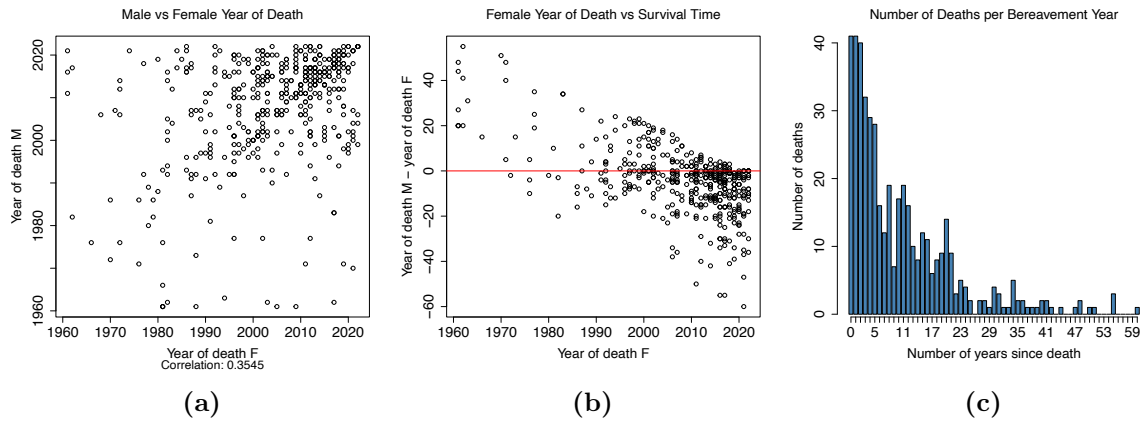 Male vs Female Year of Death
Year of death M
1960 1980 2000 2020
1960 1970 1980 1990 2000 2010 2020
Year of death F
Correlation: 0.3545
(a)
Female Year of Death vs Survival Time
Year of death M − year of death F
−60 −40 −20 0 20 40
1960 1970 1980 1990 2000 2010 2020
Year of death F
(b)
Number of Deaths per Bereavement Year
Number of deaths
0 10 20 30 40
0 5 11 17 23 29 35 41 47 53 59
Number of years since death
(c)